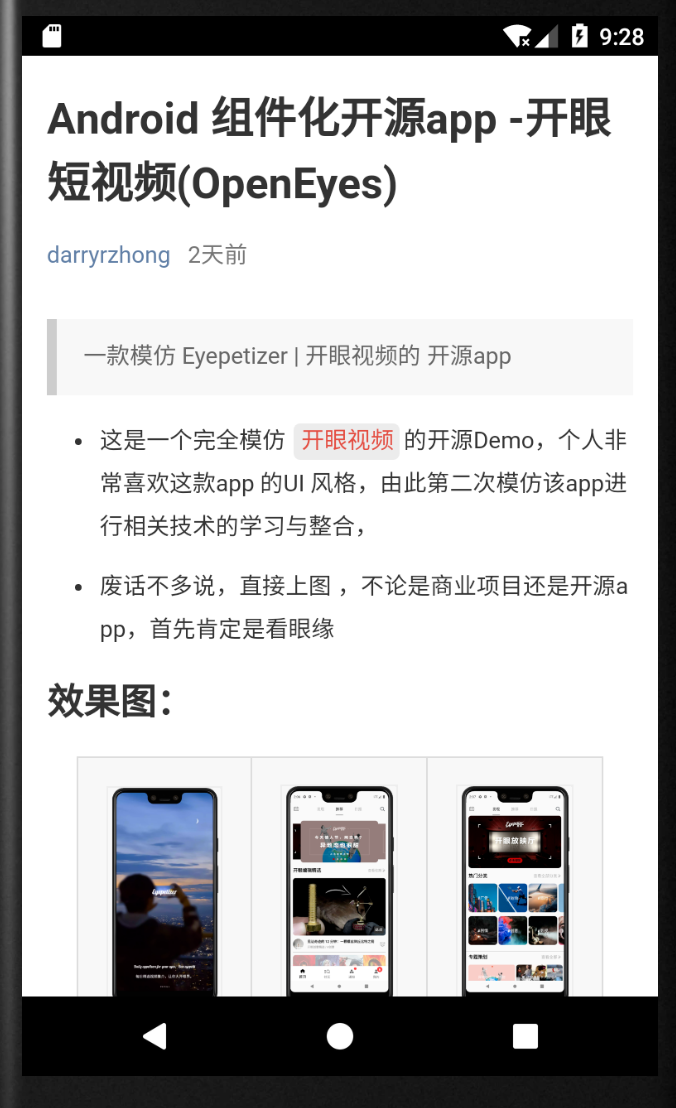 9:28
Android 组件化开源app -开眼
短视频(OpenEyes)
darryrzhong 2天前
一款模仿 Eyepetizer | 开眼视频的 开源app
• 这是一个完全模仿 开眼视频 的开源Demo，个人非
常喜欢这款app 的UI 风格，由此第二次模仿该app进
行相关技术的学习与整合，
• 废话不多说，直接上图 ，不论是商业项目还是开源a
pp，首先肯定是看眼缘
效果图：
Eyepetizer
开眼编辑精选
开眼放映厅
热门分类
专题策划